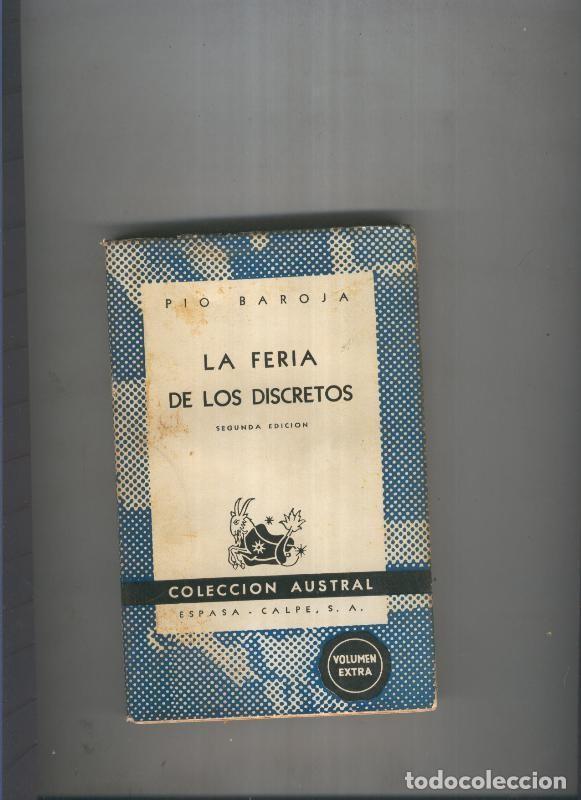 PIO BAROJA
LA FERIA
DE LOS DISCRETOS
SEGUNDA EDICION
COLECCION AUSTRAL
ESPASA - CALPE, S. A.
VOLUMEN
EXTRA
todocoleccion